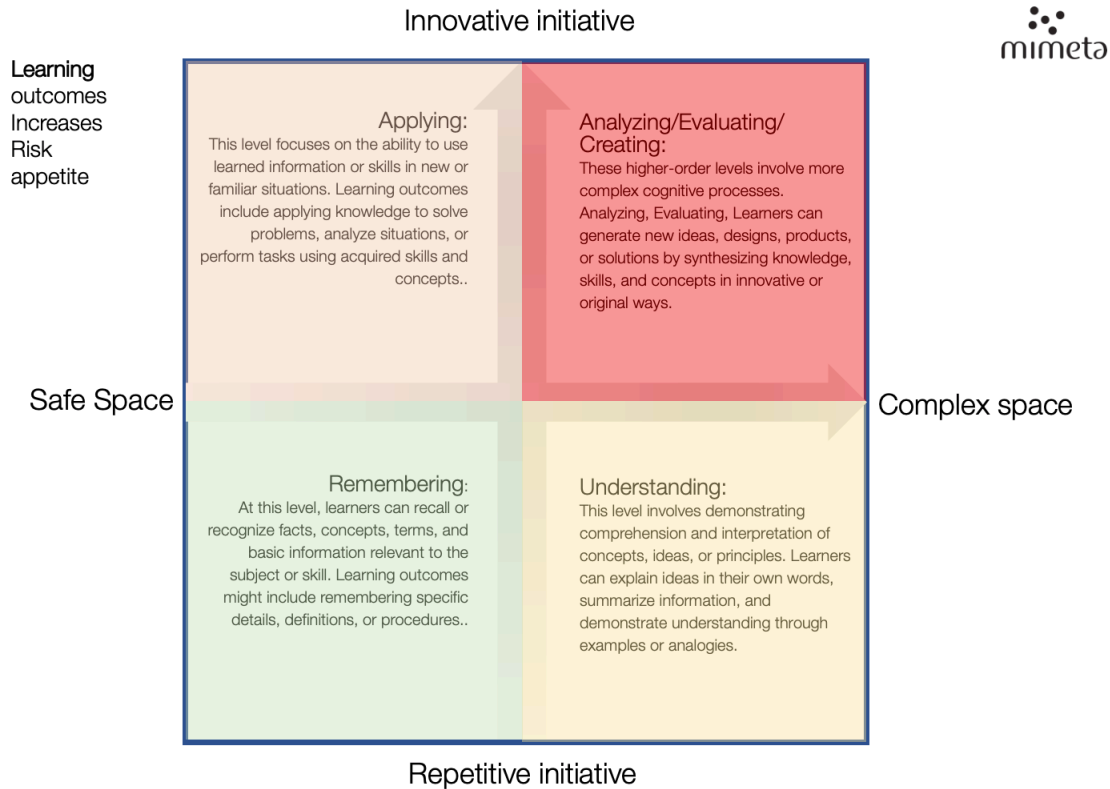 Innovative initiative
mimeta
Learning
outcomes
Increases
Risk
appetite
Applying:
This level focuses on the ability to use
learned information or skills in new or
familiar situations. Learning outcomes
include applying knowledge to solve
problems, analyze situations, or
perform tasks using acquired skills and
concepts..
Analyzing/Evaluating/
Creating:
These higher-order levels involve more
complex cognitive processes.
Analyzing, Evaluating, Learners can
generate new ideas, designs, products,
or solutions by synthesizing knowledge,
skills, and concepts in innovative or
original ways.
Safe Space
Complex space
Remembering:
At this level, learners can recall or
recognize facts, concepts, terms, and
basic information relevant to the
subject or skill. Learning outcomes
might include remembering specific
details, definitions, or procedures..
Understanding:
This level involves demonstrating
comprehension and interpretation of
concepts, ideas, or principles. Learners
can explain ideas in their own words,
summarize information, and
demonstrate understanding through
examples or analogies.
Repetitive initiative